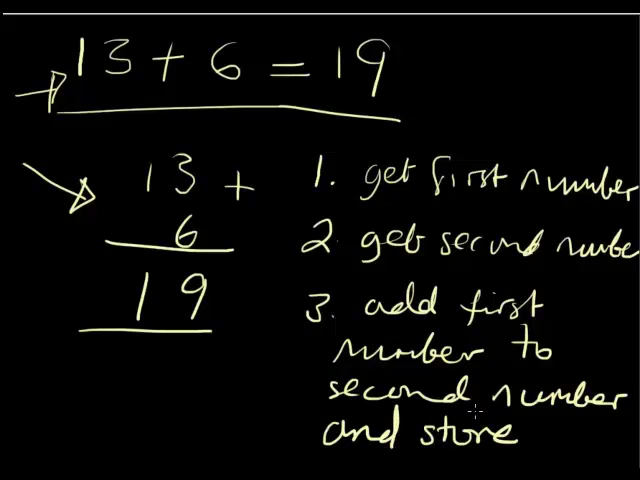 13 + 6 = 19
13 +
6
19
1. get first number
2. get second numbe
3. add first
number to
second number
and store